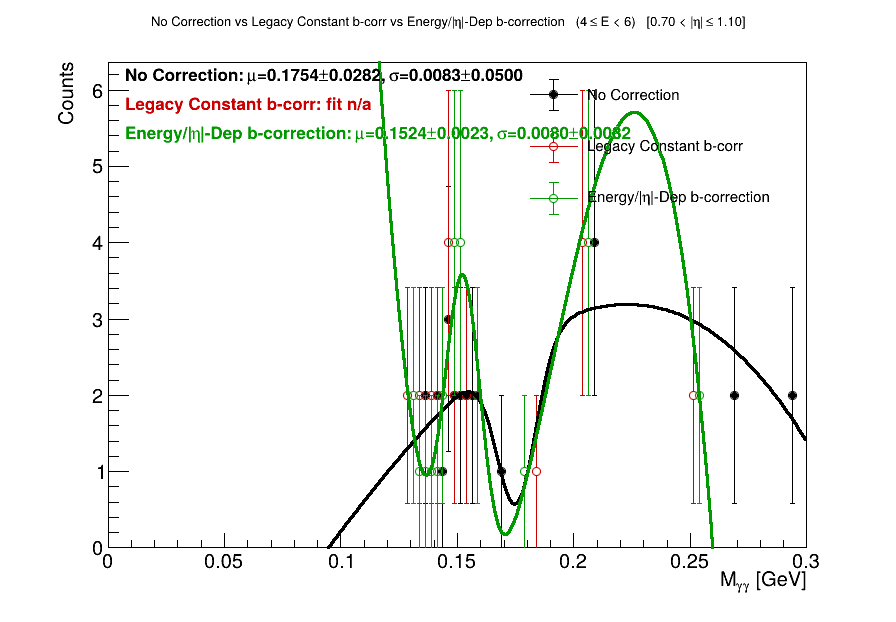 No Correction vs Legacy Constant b-corr vs Energy/|η|-Dep b-correction (4 ≤ E < 6) [0.70 < |η| ≤ 1.10]
Counts
No Correction: μ=0.1754±0.0282, σ=0.0083±0.0500
Legacy Constant b-corr: fit n/a
Energy/|η|-Dep b-correction: μ=0.1524±0.0023, σ=0.0080±0.0032
No Correction
Legacy Constant b-corr
Energy/|η|-Dep b-correction
6
5
4
3
2
1
0
0 0.05 0.1 0.15 0.2 0.25 0.3
Mγγ [GeV]